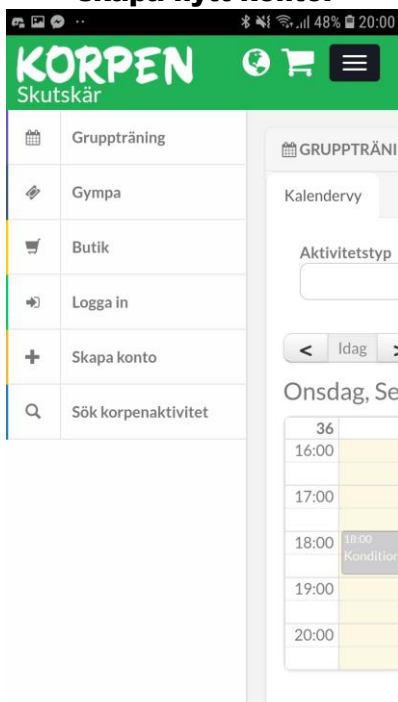 Skapa nytt konto:
48% 20:00
KORPEN
Skutskär
Gruppträning
Gympa
Butik
Logga in
Skapa konto
Sök korpenaktivitet
GRUPPTRÄNI
Kalendervy
Aktivitetstyp
< Idag >
Onsdag, Se
36
16:00
17:00
18:00
18:00
Kondition
19:00
20:00